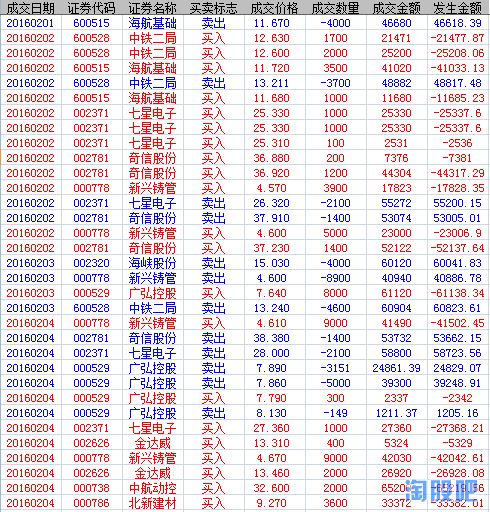 成交日期 证券代码 证券名称 买卖标志 成交价格 成交数量 成交金额 发生金额
20160201 600515 海航基础 卖出 11.670 -4000 46680 46618.39
20160202 600528 中铁二局 买入 12.630 1700 21471 -21477.87
20160202 600528 中铁二局 买入 12.600 2000 25200 -25208.06
20160202 600515 海航基础 买入 11.720 3500 41020 -41033.13
20160202 600528 中铁二局 卖出 13.211 -3700 48882 48817.48
20160202 600515 海航基础 买入 11.680 1000 11680 -11685.23
20160202 002371 七星电子 买入 25.330 1000 25330 -25337.6
20160202 002371 七星电子 买入 25.330 1000 25330 -25337.6
20160202 002371 七星电子 买入 25.310 100 2531 -2536
20160202 002781 奇信股份 买入 36.880 200 7376 -7381
20160202 002781 奇信股份 买入 36.920 1200 44304 -44317.29
20160202 000778 新兴铸管 买入 4.570 3900 17823 -17828.35
20160203 002371 七星电子 卖出 26.320 -2100 55272 55200.15
20160203 002781 奇信股份 卖出 37.910 -1400 53074 53005.01
20160203 000778 新兴铸管 买入 4.600 5000 23000 -23006.9
20160203 002781 奇信股份 买入 37.230 1400 52122 -52137.64
20160203 002320 海峡股份 卖出 15.030 -4000 60120 60041.83
20160203 000778 新兴铸管 卖出 4.600 -8900 40940 40886.78
20160203 000529 广弘控股 买入 7.640 8000 61120 -61138.34
20160203 600528 中铁二局 卖出 13.240 -4600 60904 60823.61
20160204 000778 新兴铸管 买入 4.610 9000 41490 -41502.45
20160204 002781 奇信股份 卖出 38.380 -1400 53732 53662.15
20160204 002371 七星电子 卖出 28.000 -2100 58800 58723.56
20160204 000529 广弘控股 卖出 7.890 -3151 24861.39 24829.07
20160204 000529 广弘控股 卖出 7.860 -5000 39300 39248.91
20160204 000529 广弘控股 买入 7.790 300 2337 -2342
20160204 000529 广弘控股 卖出 8.130 -149 1211.37 1205.16
20160204 002371 七星电子 买入 27.360 1000 27360 -27368.21
20160204 002626 金达威 买入 13.310 400 5324 -5329
20160204 000778 新兴铸管 买入 4.670 9000 42030 -42042.61
20160204 002626 金达威 买入 13.460 2000 26920 -26928.08
20160204 000738 中航动控 买入 32.600 2000 65200
20160204 000786 北新建材 买入 9.270 3600 33372 -33382.01
淘股吧